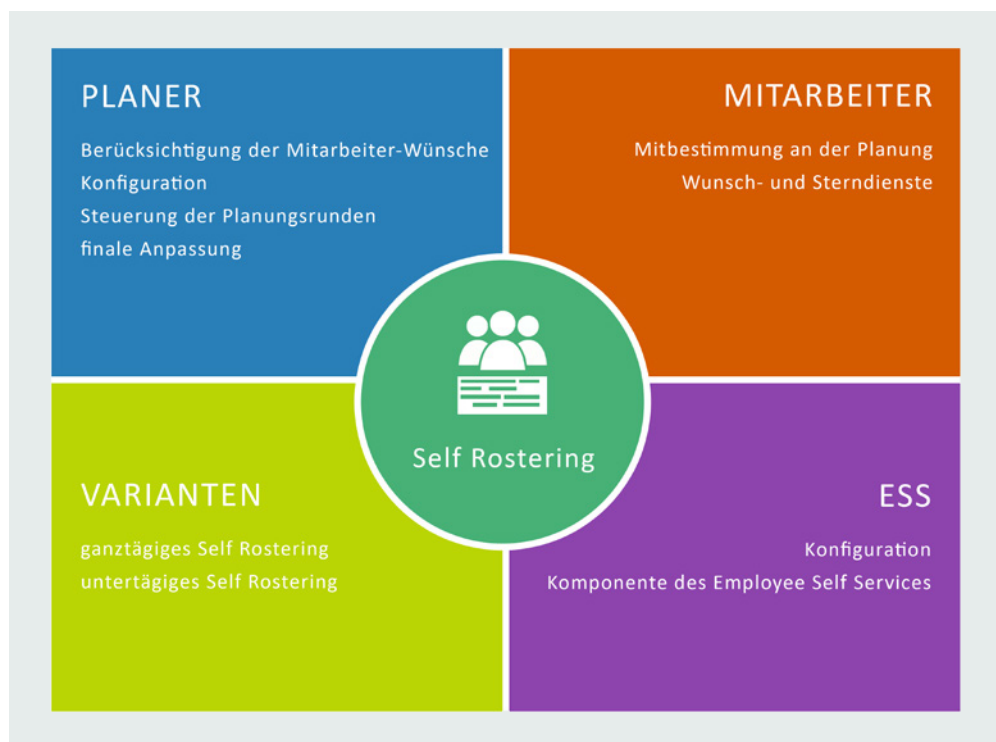 PLANER
Berücksichtigung der Mitarbeiter-Wünsche
Konfiguration
Steuerung der Planungsrunden
finale Anpassung
MITARBEITER
Mitbestimmung an der Planung
Wunsch- und Sterndienste
Self Rostering
VARIANTEN
ganztägiges Self Rostering
untertägiges Self Rostering
ESS
Konfiguration
Komponente des Employee Self Services